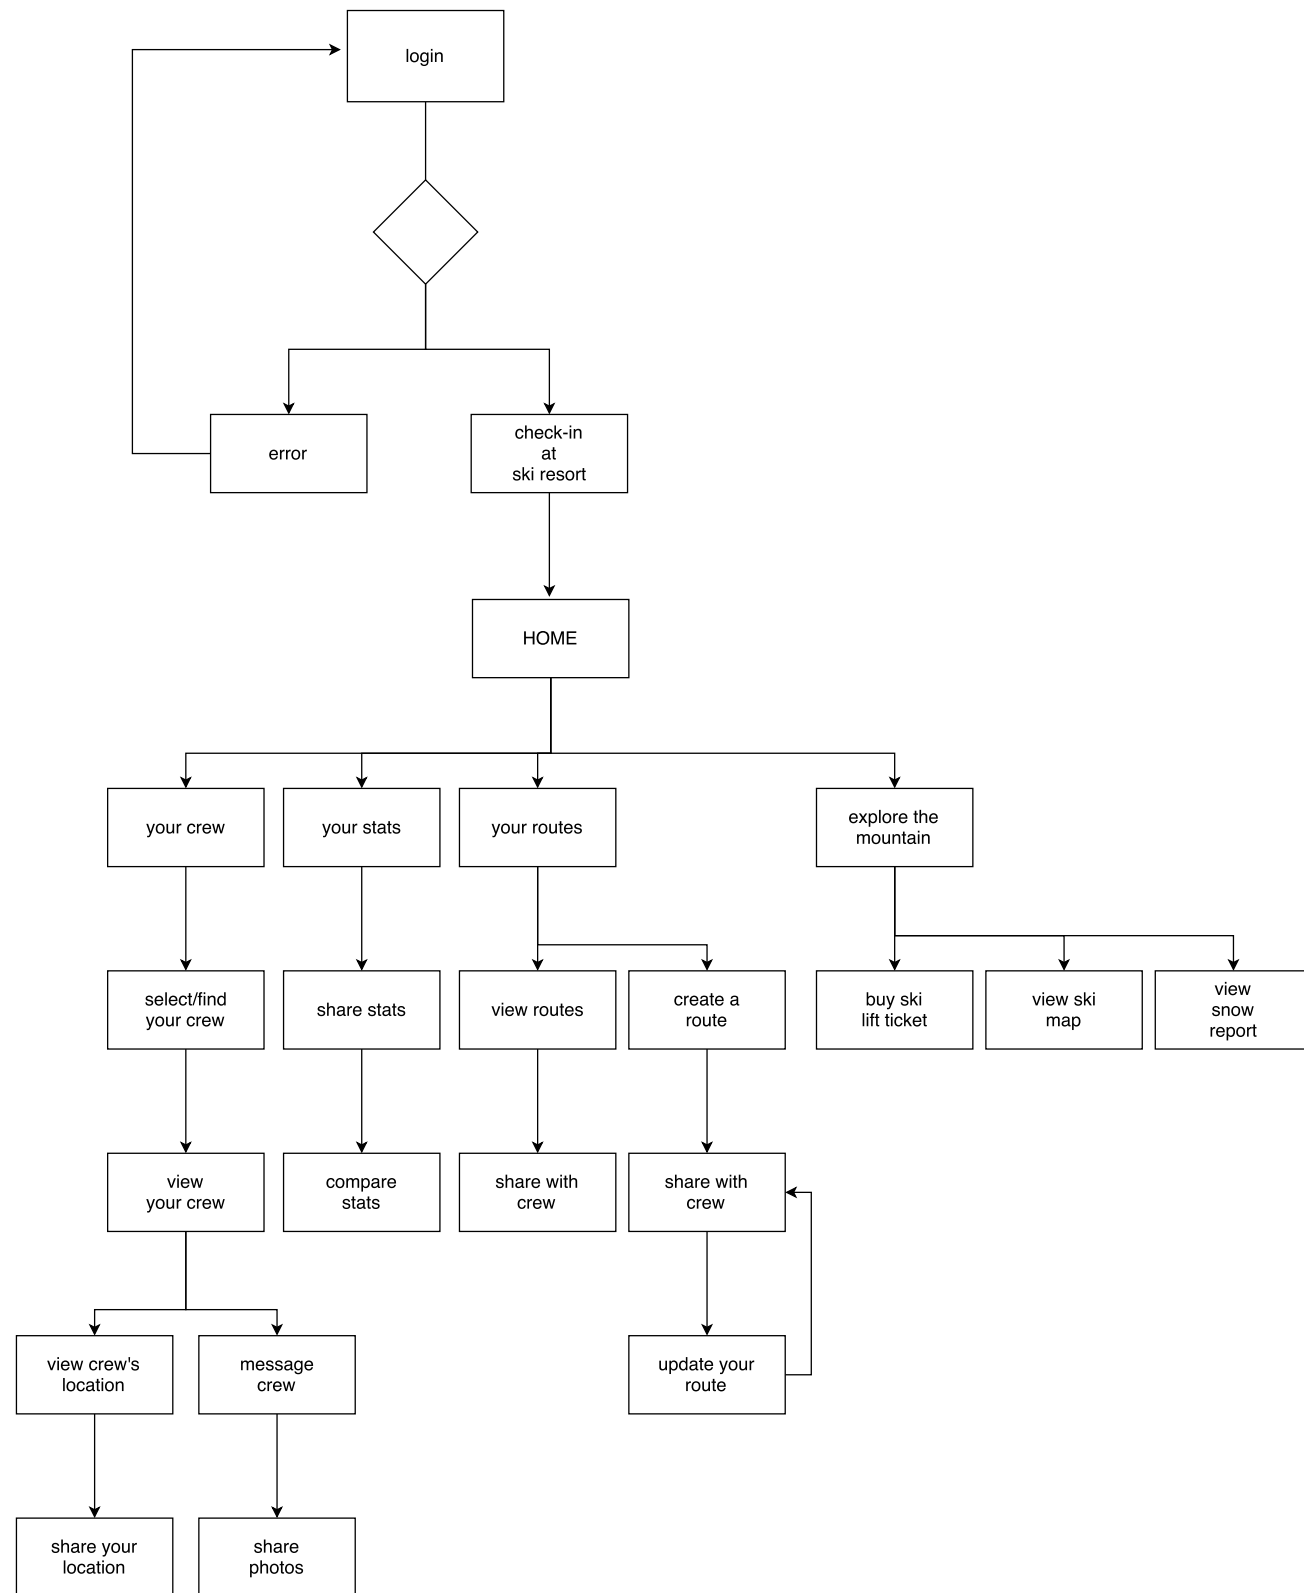 login
error
check-in
at
ski resort
HOME
your crew
your stats
your routes
explore the
mountain
select/find
your crew
share stats
view routes
create a
route
buy ski
lift ticket
view ski
map
view
snow
report
view
your crew
compare
stats
share with
crew
share with
crew
view crew's
location
message
crew
update your
route
share your
location
share
photos